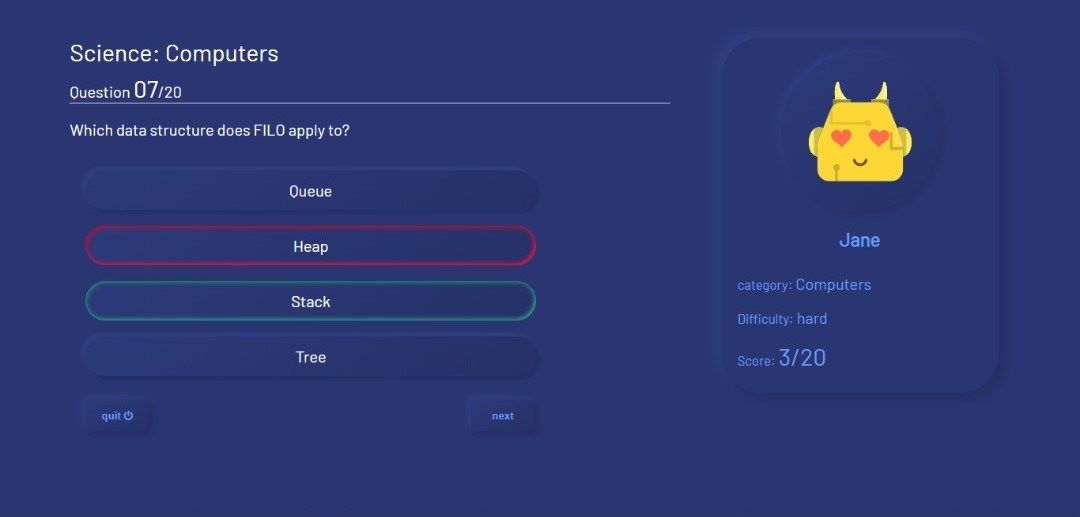 Science: Computers
Question 07/20
Which data structure does FILO apply to?
Queue
Heap
Stack
Tree
quit
next
Jane
category: Computers
Difficulty: hard
Score: 3/20